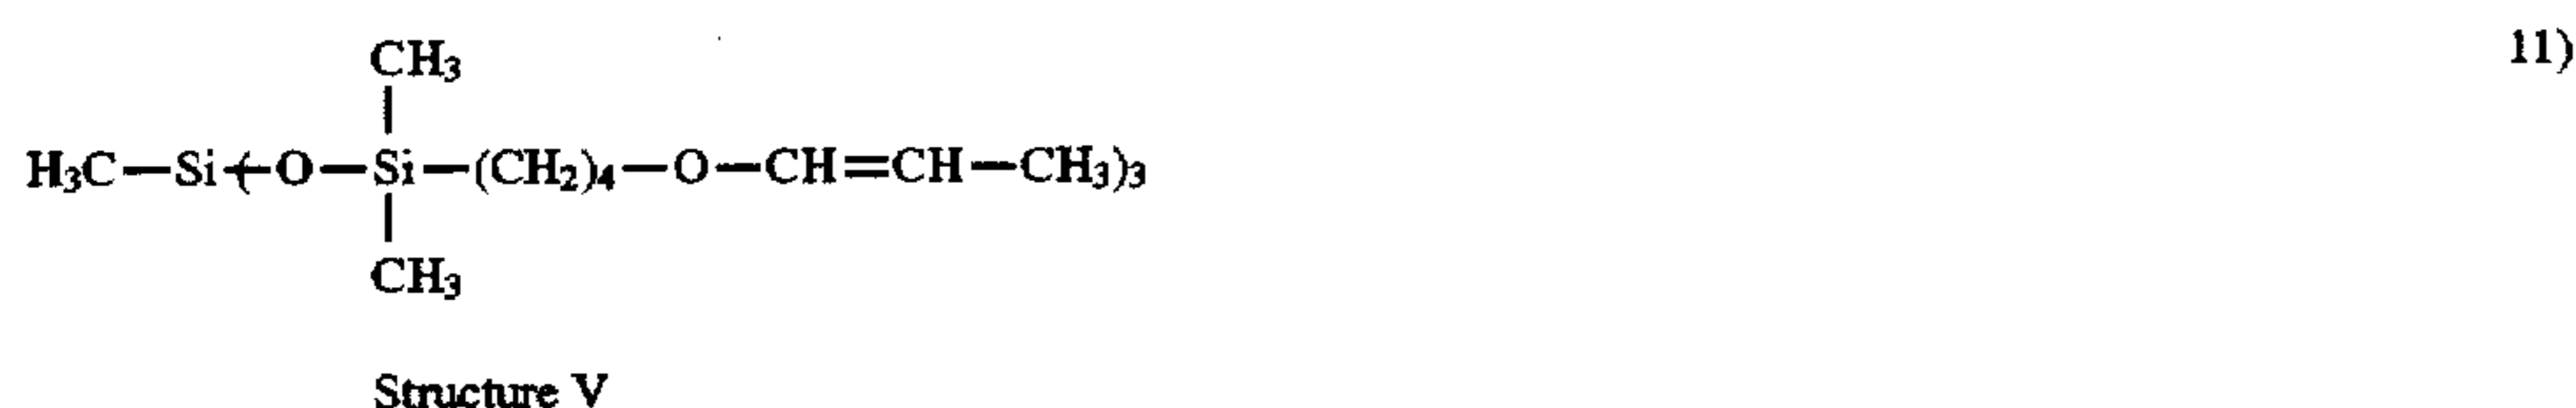 11)
CH₃
H₃C—Si(—O—Si—(CH₂)₄—O—CH=CH—CH₃)₃
CH₃
Structure V